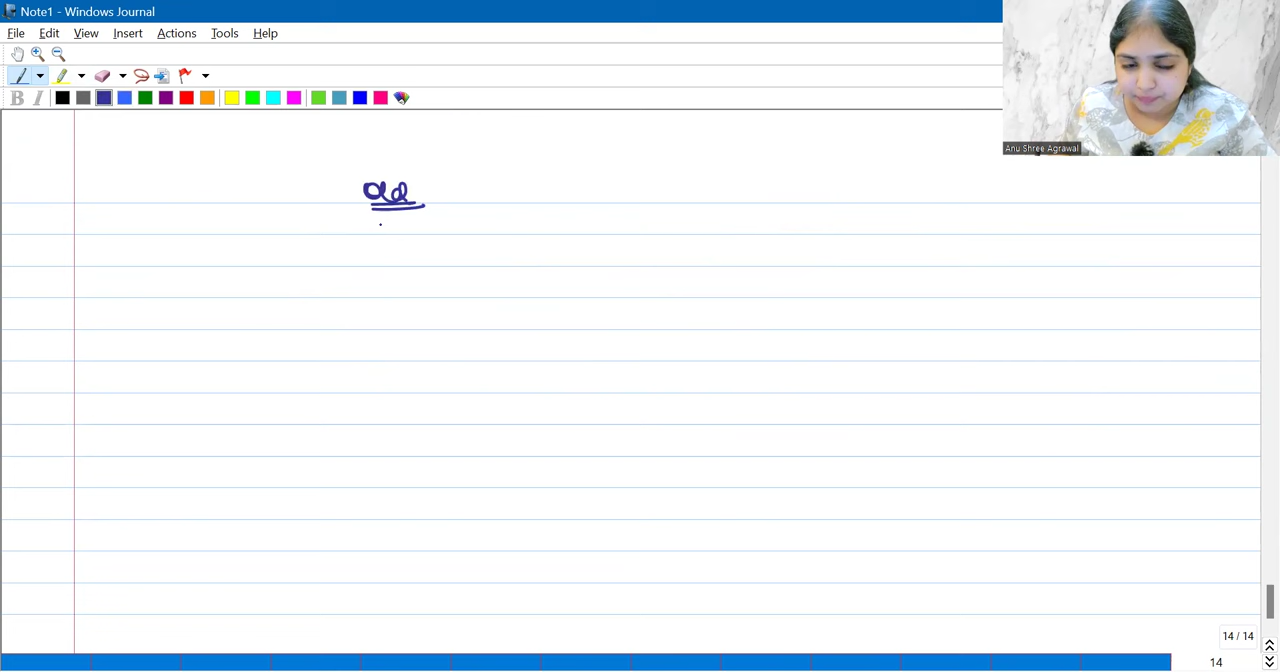 Note1 - Windows Journal
File Edit View Insert Actions Tools Help
B I
Anu Shree Agrawal
14 / 14
14